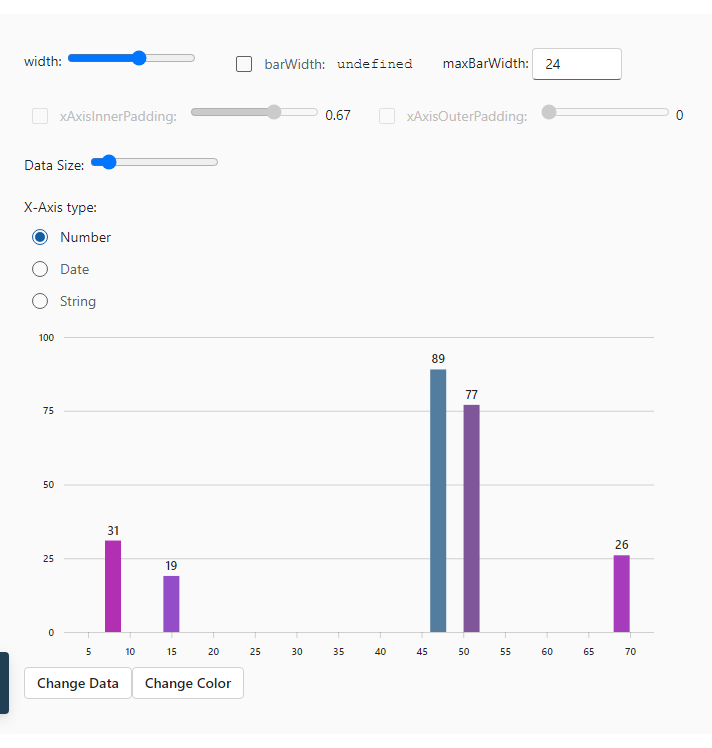 width: barWidth: undefined maxBarWidth: 24
xAxisInnerPadding: 0.67 xAxisOuterPadding: 0
Data Size:
X-Axis type:
Number
Date
String
100
89
77
75
50
31
26
25
19
0
5 10 15 20 25 30 35 40 45 50 55 60 65 70
Change Data Change Color